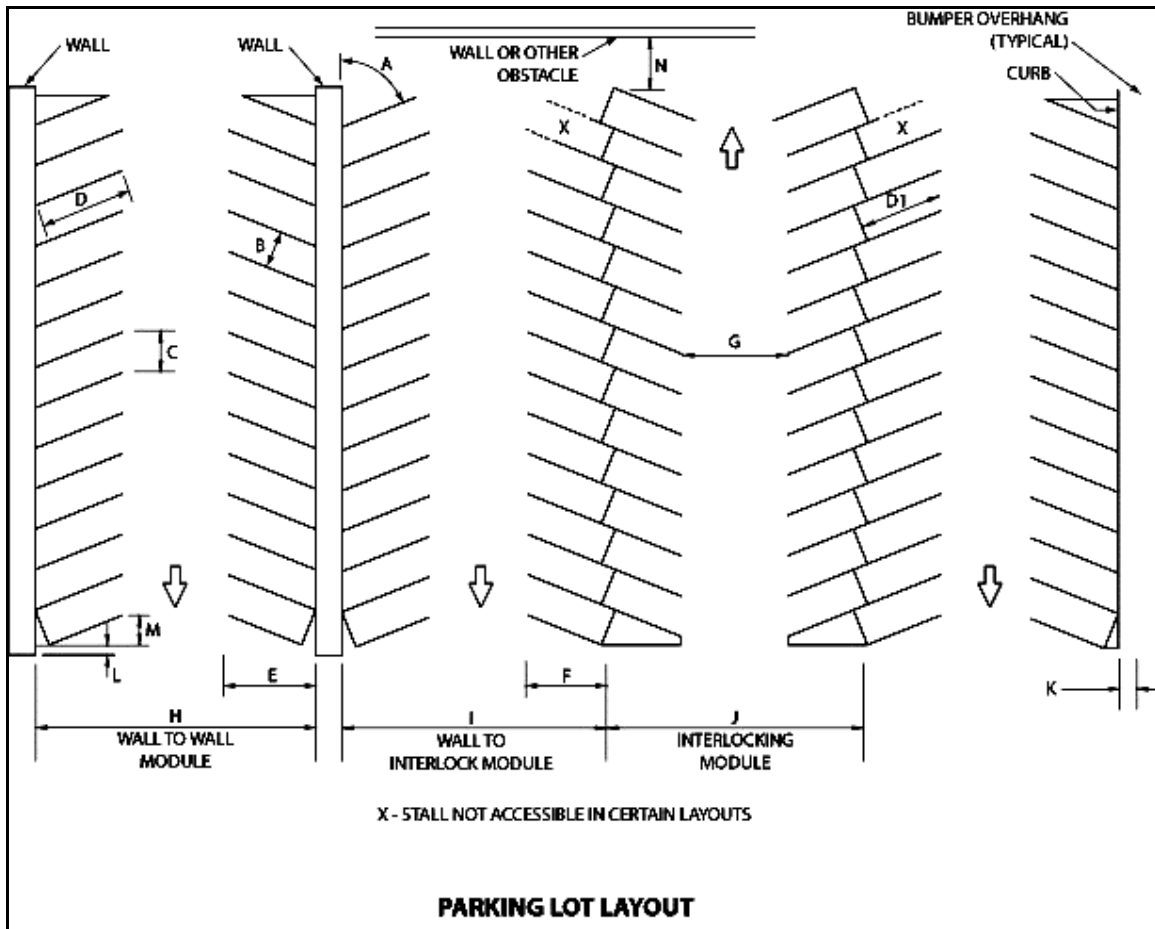 BUMPER OVERHANG
(TYPICAL)
WALL
WALL
WALL OR OTHER
OBSTACLE
N
A
CURB
X
X
D
D1
B
C
G
M
L
E
F
K
H
WALL TO WALL
MODULE
I
WALL TO
INTERLOCK MODULE
J
INTERLOCKING
MODULE
X - STALL NOT ACCESSIBLE IN CERTAIN LAYOUTS
PARKING LOT LAYOUT